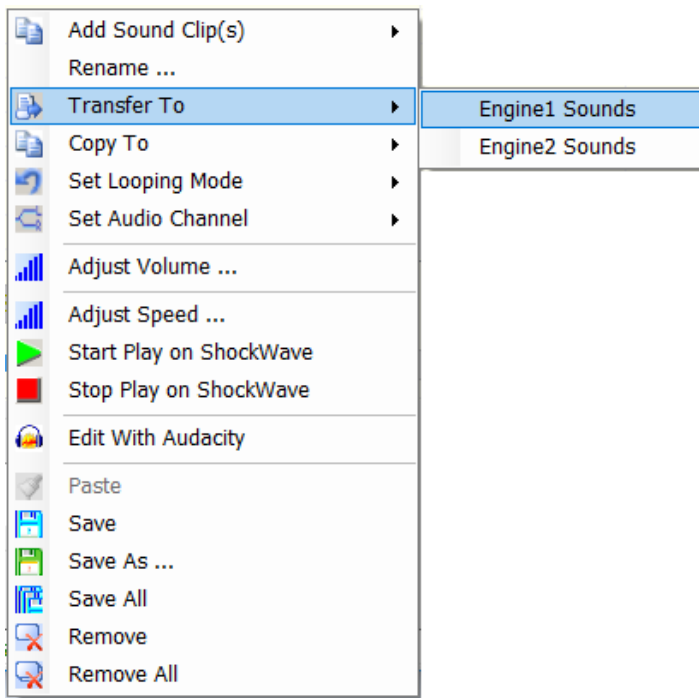 Add Sound Clip(s)
Rename ...
Transfer To
Engine1 Sounds
Engine2 Sounds
Copy To
Set Looping Mode
Set Audio Channel
Adjust Volume ...
Adjust Speed ...
Start Play on ShockWave
Stop Play on ShockWave
Edit With Audacity
Paste
Save
Save As ...
Save All
Remove
Remove All